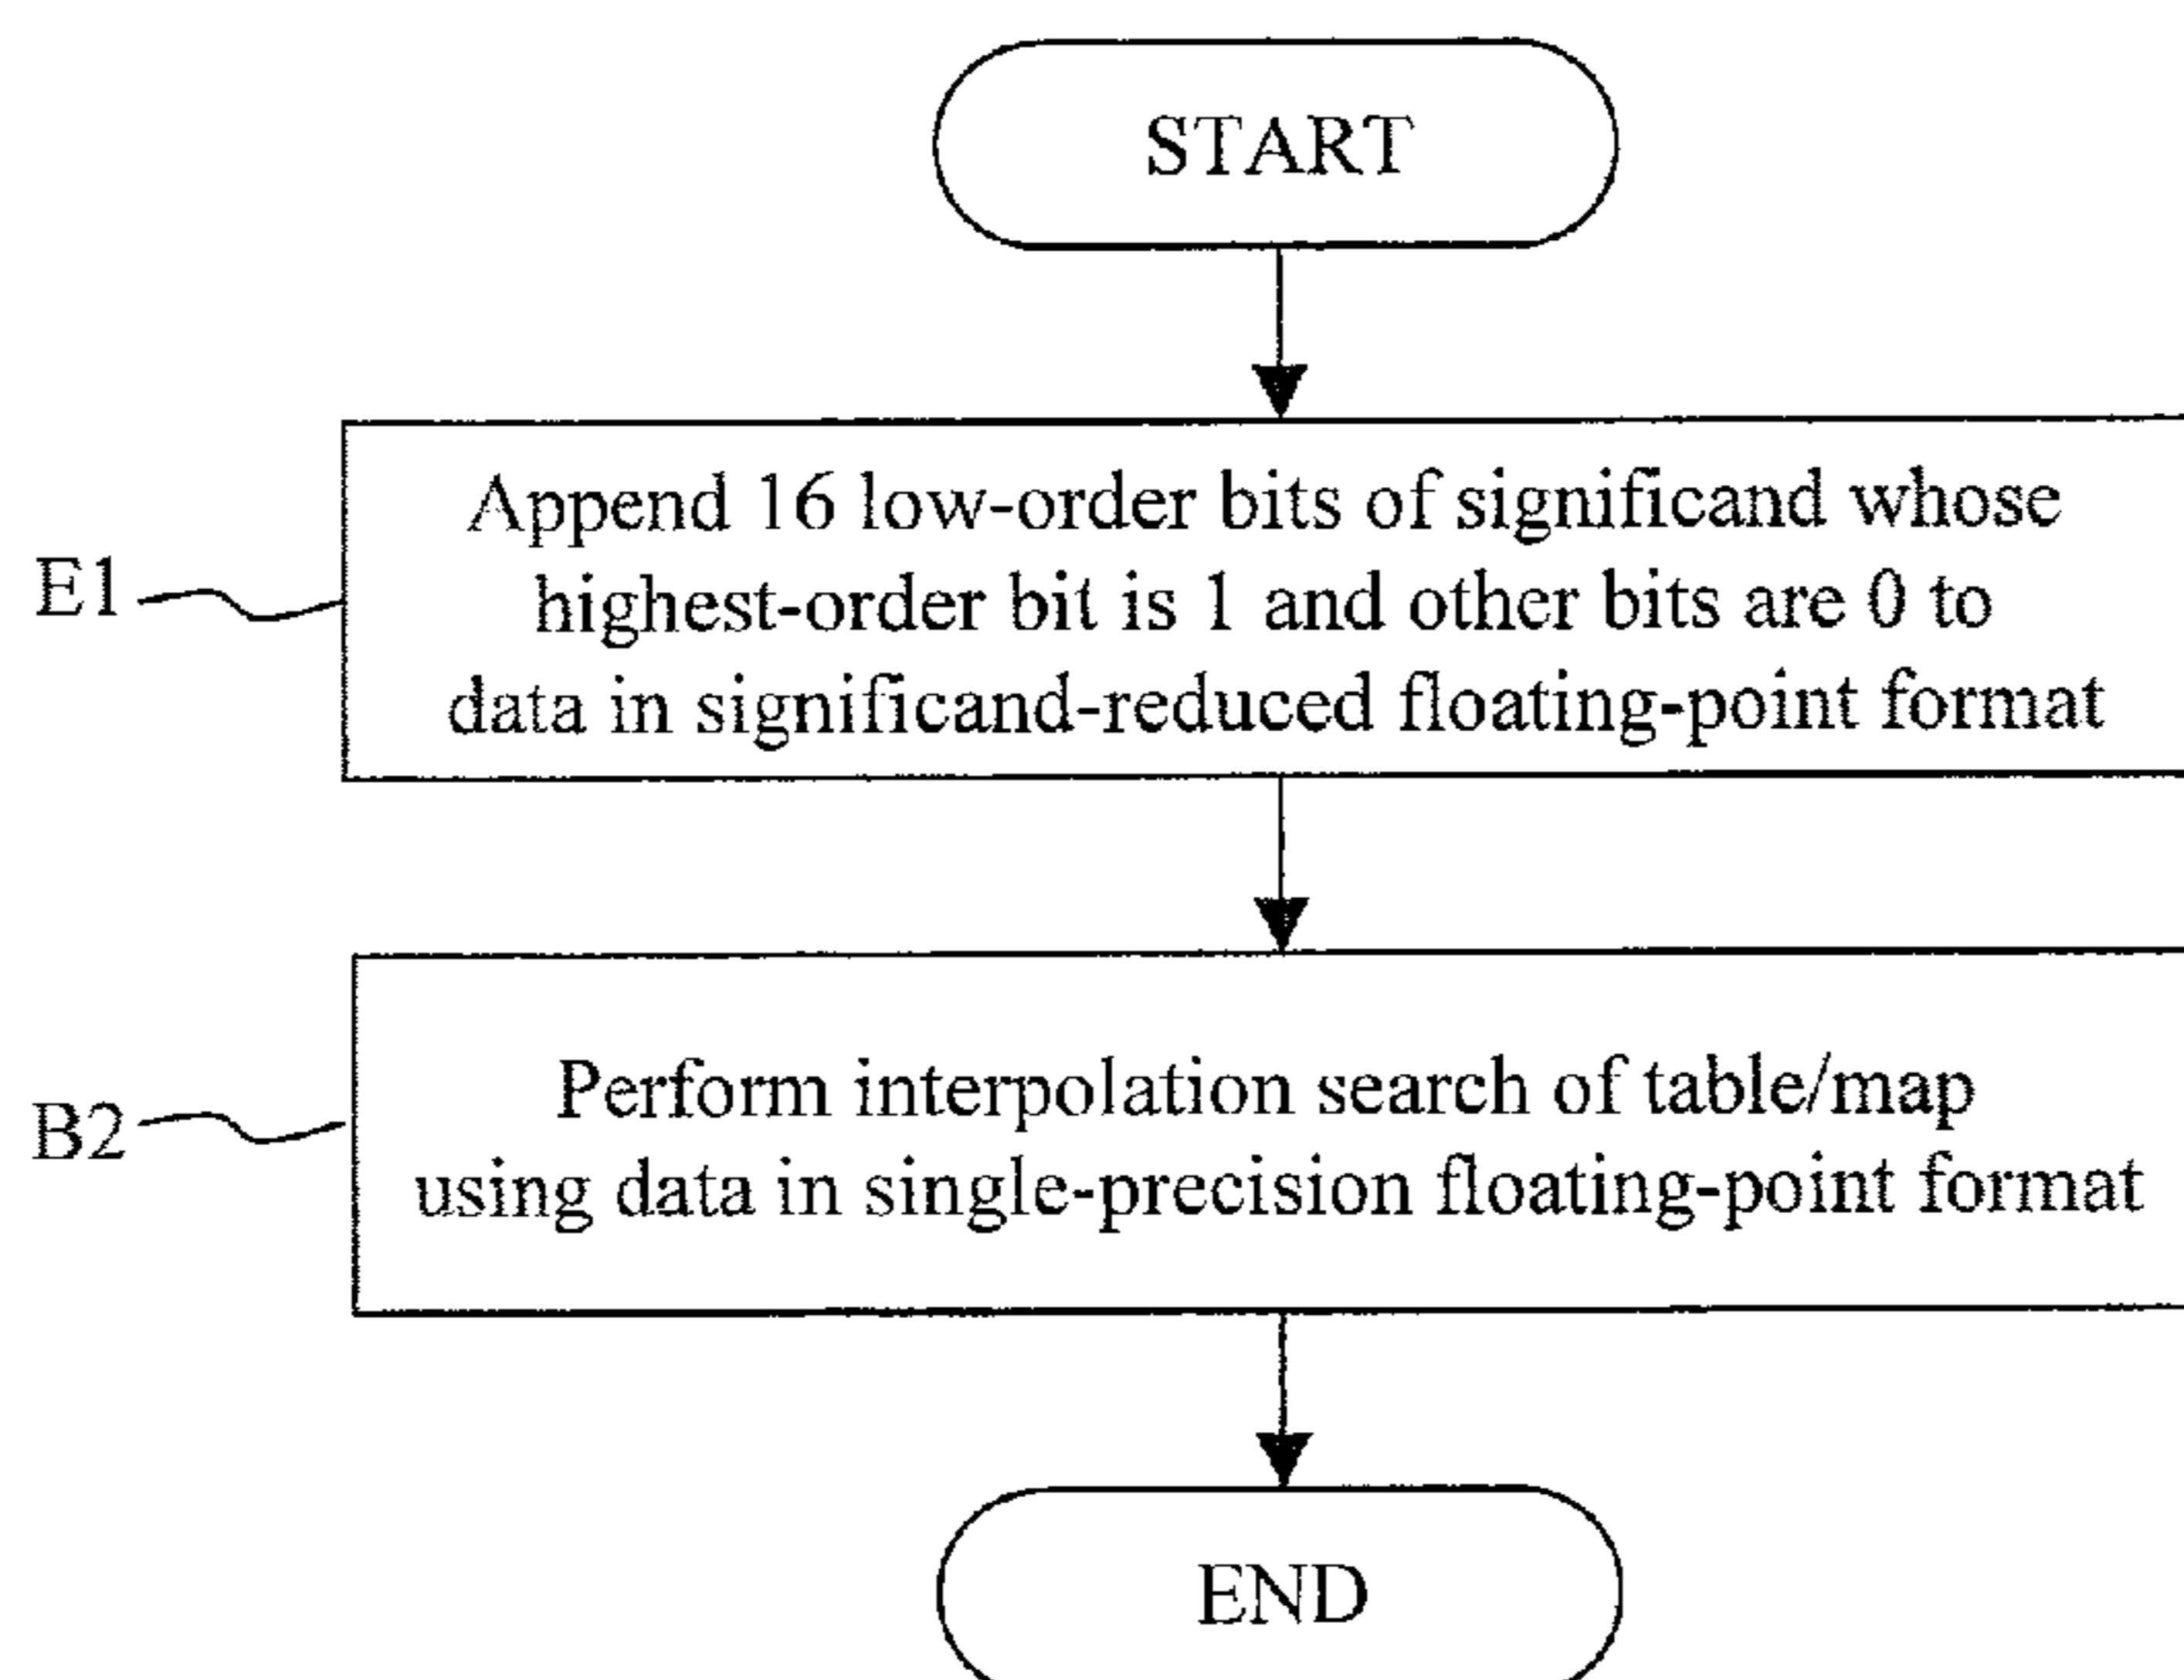 START
Append 16 low-order bits of significand whose
highest-order bit is 1 and other bits are 0 to
data in significand-reduced floating-point format
E1
Perform interpolation search of table/map
using data in single-precision floating-point format
B2
END